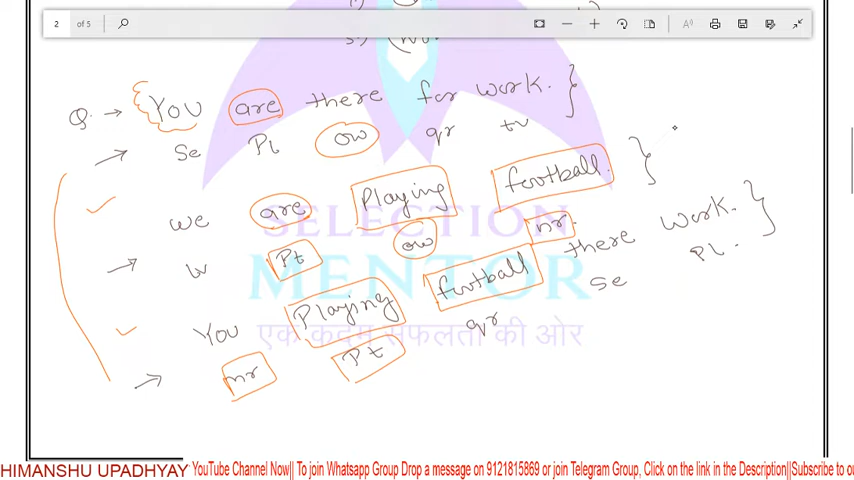 2 of 5
Q. → You are there for work. }
→ Se Pl ow qr tv
we are Playing football. }
→ w Pt ow nr.
You Playing football there work. }
→ nr Pt qr Se Pl.
SELECTION
MENTOR
एक कदम सफलता की ओर
HIMANSHU UPADHYAY YouTube Channel Now|| To join Whatsapp Group Drop a message on 9121815869 or join Telegram Group, Click on the link in the Description||Subscribe to ou